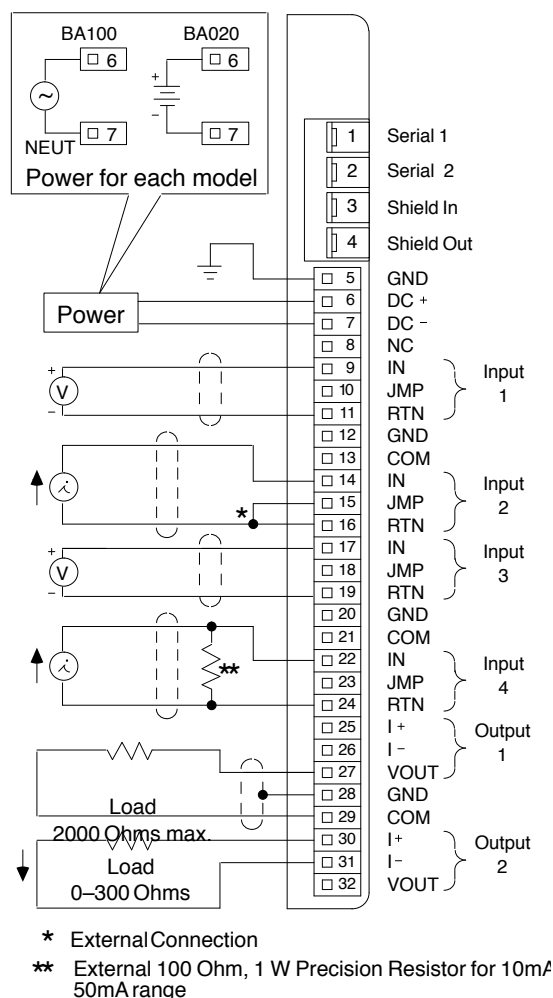 BA100 BA020
6 6
+
−
7 7
NEUT
Power for each model
1 Serial 1
2 Serial 2
3 Shield In
4 Shield Out
5 GND
Power
6 DC +
7 DC −
8 NC
+
V
−
9 IN
10 JMP
11 RTN
Input
1
12 GND
13 COM
i
14 IN
15 JMP
* 16 RTN
Input
2
+
V
−
17 IN
18 JMP
19 RTN
Input
3
20 GND
21 COM
i
**
22 IN
23 JMP
24 RTN
Input
4
25 I +
26 I −
27 VOUT
Output
1
28 GND
29 COM
Load
2000 Ohms max.
30 I+
31 I−
32 VOUT
Output
2
Load
0–300 Ohms
* External Connection
** External 100 Ohm, 1 W Precision Resistor for 10mA
50mA range